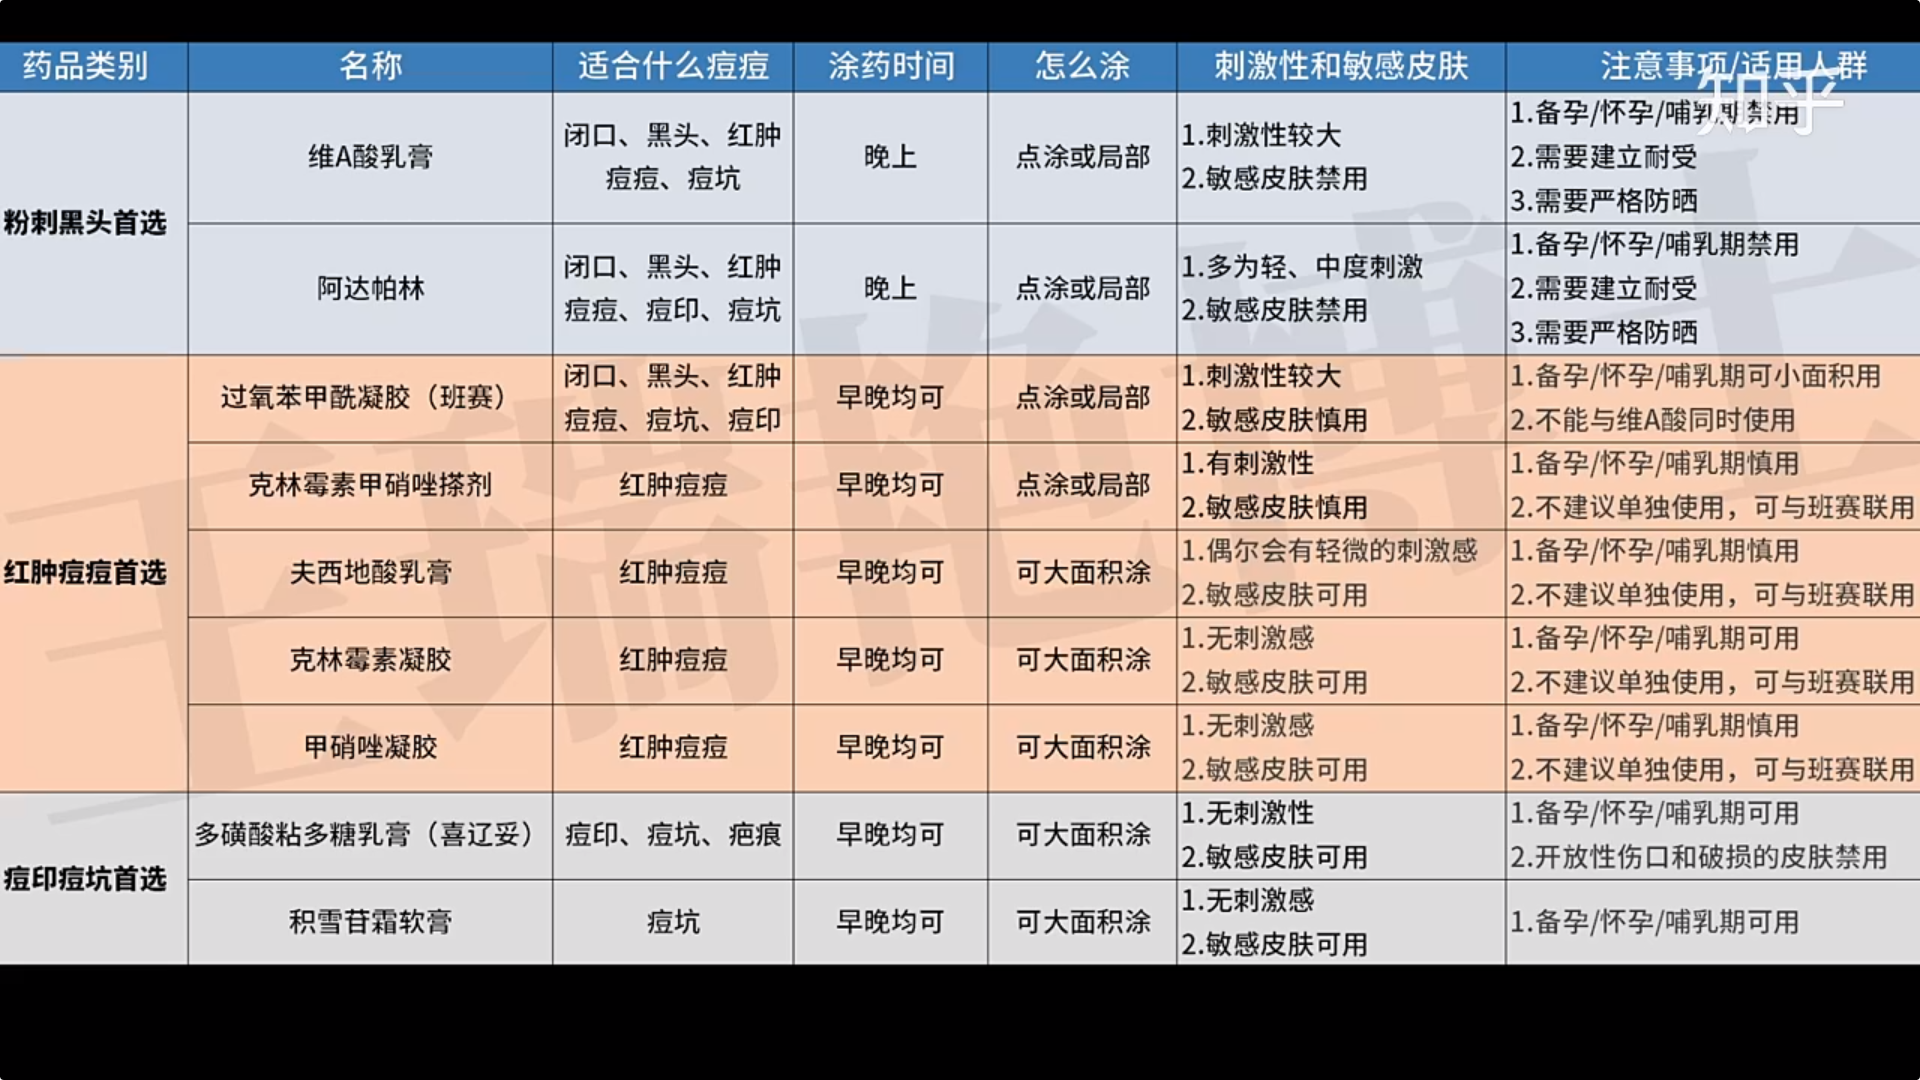 药品类别 名称 适合什么痘痘 涂药时间 怎么涂 刺激性和敏感皮肤 注意事项/适用人群
知乎
粉刺黑头首选
维A酸乳膏
闭口、黑头、红肿
痘痘、痘坑
晚上
点涂或局部
1.刺激性较大
2.敏感皮肤禁用
1.备孕/怀孕/哺乳期禁用
2.需要建立耐受
3.需要严格防晒
阿达帕林
闭口、黑头、红肿
痘痘、痘印、痘坑
晚上
点涂或局部
1.多为轻、中度刺激
2.敏感皮肤禁用
1.备孕/怀孕/哺乳期禁用
2.需要建立耐受
3.需要严格防晒
红肿痘痘首选
过氧苯甲酰凝胶（班赛）
闭口、黑头、红肿
痘痘、痘坑、痘印
早晚均可
点涂或局部
1.刺激性较大
2.敏感皮肤慎用
1.备孕/怀孕/哺乳期可小面积用
2.不能与维A酸同时使用
克林霉素甲硝唑搽剂
红肿痘痘
早晚均可
点涂或局部
1.有刺激性
2.敏感皮肤慎用
1.备孕/怀孕/哺乳期慎用
2.不建议单独使用，可与班赛联用
夫西地酸乳膏
红肿痘痘
早晚均可
可大面积涂
1.偶尔会有轻微的刺激感
2.敏感皮肤可用
1.备孕/怀孕/哺乳期慎用
2.不建议单独使用，可与班赛联用
克林霉素凝胶
红肿痘痘
早晚均可
可大面积涂
1.无刺激感
2.敏感皮肤可用
1.备孕/怀孕/哺乳期可用
2.不建议单独使用，可与班赛联用
甲硝唑凝胶
红肿痘痘
早晚均可
可大面积涂
1.无刺激感
2.敏感皮肤可用
1.备孕/怀孕/哺乳期慎用
2.不建议单独使用，可与班赛联用
痘印痘坑首选
多磺酸粘多糖乳膏（喜辽妥）
痘印、痘坑、疤痕
早晚均可
可大面积涂
1.无刺激性
2.敏感皮肤可用
1.备孕/怀孕/哺乳期可用
2.开放性伤口和破损的皮肤禁用
积雪苷霜软膏
痘坑
早晚均可
可大面积涂
1.无刺激感
2.敏感皮肤可用
1.备孕/怀孕/哺乳期可用
王瑞艳博士